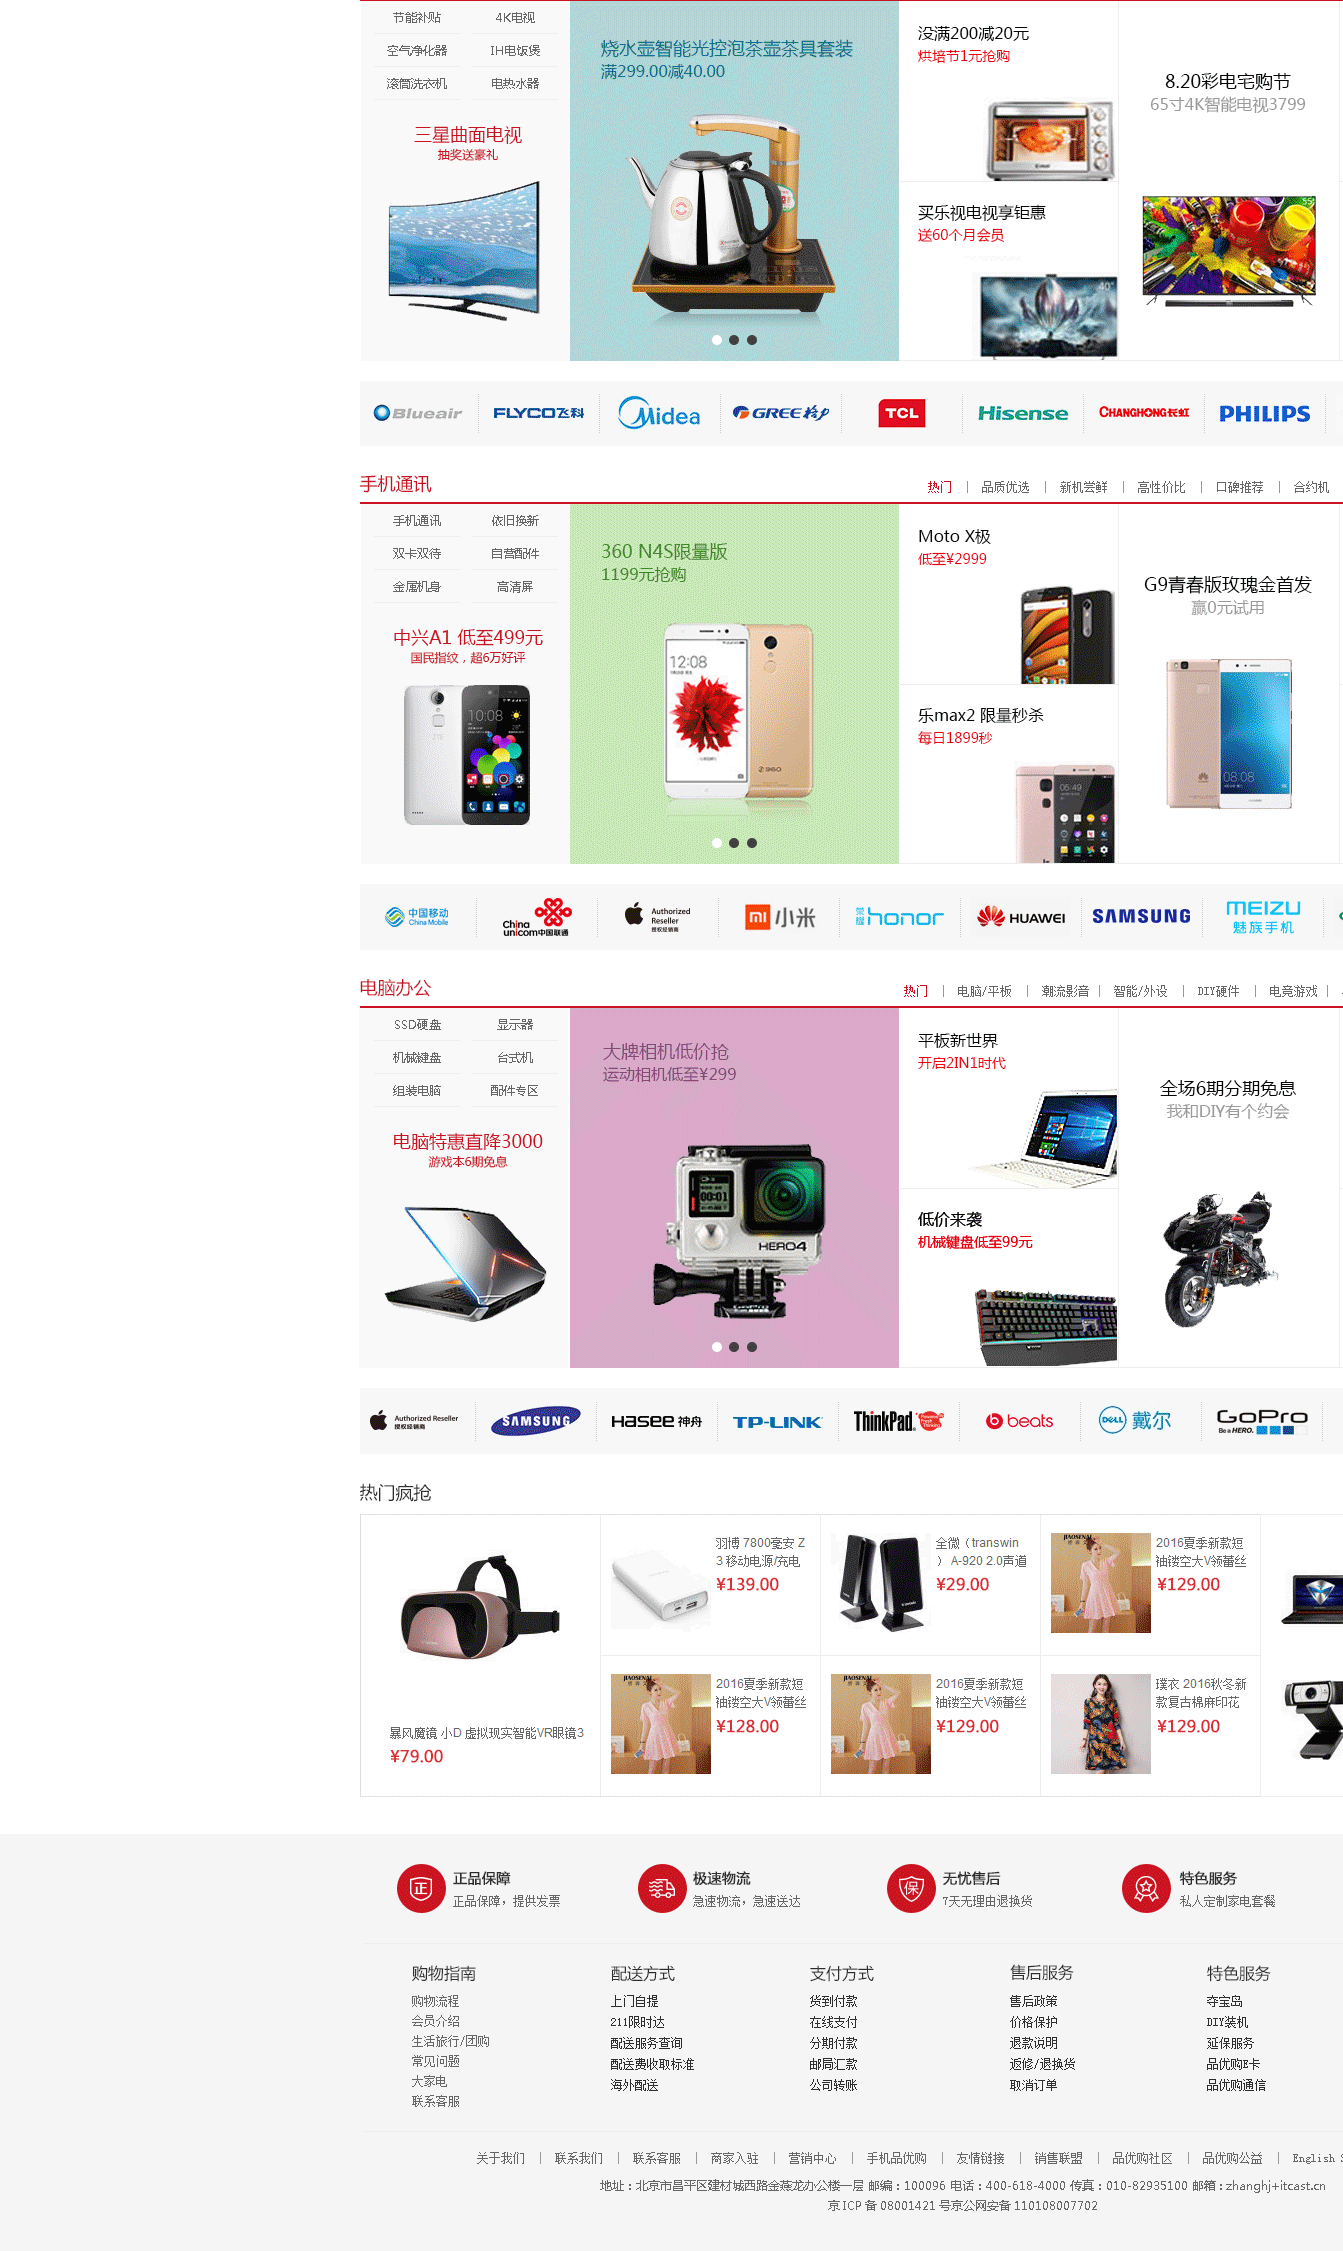 节能补贴 4K电视
空气净化器 IH电饭煲
滚筒洗衣机 电热水器
三星曲面电视
抽奖送豪礼
烧水壶智能光控泡茶壶茶具套装
满299.00减40.00
没满200减20元
烘培节1元抢购
买乐视电视享钜惠
送60个月会员
8.20彩电宅购节
65寸4K智能电视3799
Blueair FLYCO飞科 Midea GREE格力 TCL Hisense CHANGHONG长虹 PHILIPS
手机通讯
热门 品质优选 新机尝鲜 高性价比 口碑推荐 合约机
手机通讯 依旧换新
双卡双待 自营配件
金属机身 高清屏
中兴A1 低至499元
国民指纹，超6万好评
360 N4S限量版
1199元抢购
12:08
360
Moto X极
低至¥2999
乐max2 限量秒杀
每日1899秒
G9青春版玫瑰金首发
赢0元试用
中国移动 China Mobile
China unicom中国联通
Authorized Reseller 授权经销商
小米
荣耀honor
HUAWEI
SAMSUNG
MEIZU
魅族手机
电脑办公
热门 电脑/平板 潮流影音 智能/外设 DIY硬件 电竞游戏
SSD硬盘 显示器
机械键盘 台式机
组装电脑 配件专区
电脑特惠直降3000
游戏本6期免息
大牌相机低价抢
运动相机低至¥299
HERO4
平板新世界
开启2IN1时代
低价来袭
机械键盘低至99元
全场6期分期免息
我和DIY有个约会
Authorized Reseller
授权经销商
SAMSUNG HASEE 神舟 TP-LINK ThinkPad beats DELL 戴尔 GoPro
Be a HERO.
热门疯抢
暴风魔镜 小D 虚拟现实智能VR眼镜3
¥79.00
羽博 7800毫安 Z
3 移动电源/充电
¥139.00
全微（transwin
） A-920 2.0声道
¥29.00
2016夏季新款短
袖镂空大V领蕾丝
¥129.00
2016夏季新款短
袖镂空大V领蕾丝
¥128.00
2016夏季新款短
袖镂空大V领蕾丝
¥129.00
璞衣 2016秋冬新
款复古棉麻印花
¥129.00
正品保障
正品保障，提供发票
极速物流
急速物流，急速送达
无忧售后
7天无理由退换货
特色服务
私人定制家电套餐
购物指南
购物流程
会员介绍
生活旅行/团购
常见问题
大家电
联系客服
配送方式
上门自提
211限时达
配送服务查询
配送费收取标准
海外配送
支付方式
货到付款
在线支付
分期付款
邮局汇款
公司转账
售后服务
售后政策
价格保护
退款说明
返修/退换货
取消订单
特色服务
夺宝岛
DIY装机
延保服务
品优购E卡
品优购通信
关于我们 联系我们 联系客服 商家入驻 营销中心 手机品优购 友情链接 销售联盟 品优购社区 品优购公益 English
地址：北京市昌平区建材城西路金燕龙办公楼一层 邮编：100096 电话：400-618-4000 传真：010-82935100 邮箱：zhanghj+itcast.cn
京 ICP 备 08001421 号京公网安备 110108007702